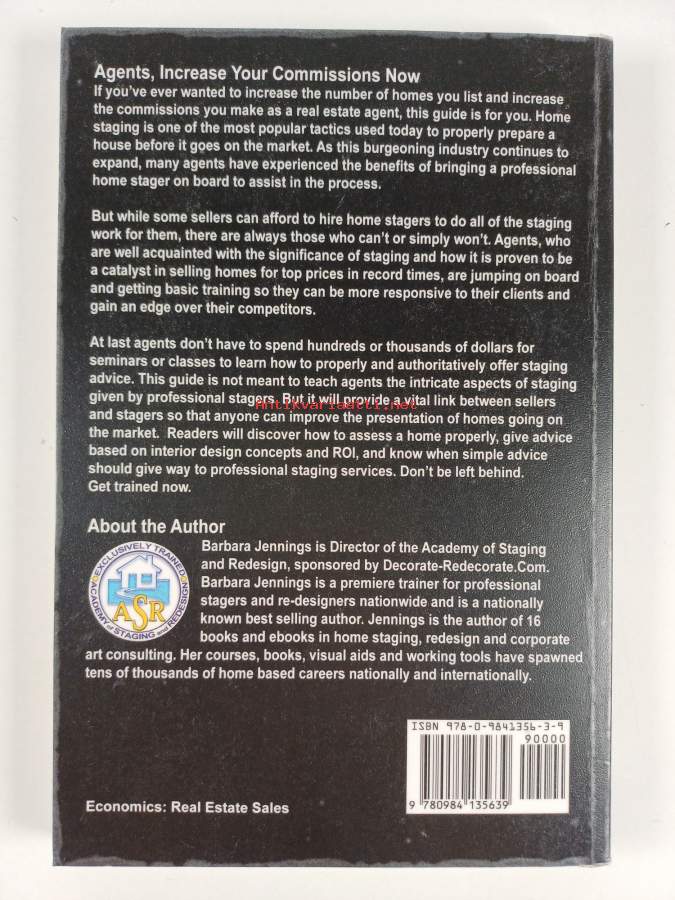 Agents, Increase Your Commissions Now
If you've ever wanted to increase the number of homes you list and increase
the commissions you make as a real estate agent, this guide is for you. Home
staging is one of the most popular tactics used today to properly prepare a
house before it goes on the market. As this burgeoning industry continues to
expand, many agents have experienced the benefits of bringing a professional
home stager on board to assist in the process.
But while some sellers can afford to hire home stagers to do all of the staging
work for them, there are always those who can't or simply won't. Agents, who
are well acquainted with the significance of staging and how it is proven to be
a catalyst in selling homes for top prices in record times, are jumping on board
and getting basic training so they can be more responsive to their clients and
gain an edge over their competitors.
At last agents don't have to spend hundreds or thousands of dollars for
seminars or classes to learn how to properly and authoritatively offer staging
advice. This guide is not meant to teach agents the intricate aspects of staging
given by professional stagers. But it will provide a vital link between sellers
Antikvariaatti.net
and stagers so that anyone can improve the presentation of homes going on
the market. Readers will discover how to assess a home properly, give advice
based on interior design concepts and ROI, and know when simple advice
should give way to professional staging services. Don't be left behind.
Get trained now.
About the Author
EXCLUSIVELY TRAINED
ASR
ACADEMY of STAGING and REDESIGN
Barbara Jennings is Director of the Academy of Staging
and Redesign, sponsored by Decorate-Redecorate.Com.
Barbara Jennings is a premiere trainer for professional
stagers and re-designers nationwide and is a nationally
known best selling author. Jennings is the author of 16
books and ebooks in home staging, redesign and corporate
art consulting. Her courses, books, visual aids and working tools have spawned
tens of thousands of home based careers nationally and internationally.
ISBN 978-0-9841356-3-9
90000
9 780984 135639
Economics: Real Estate Sales